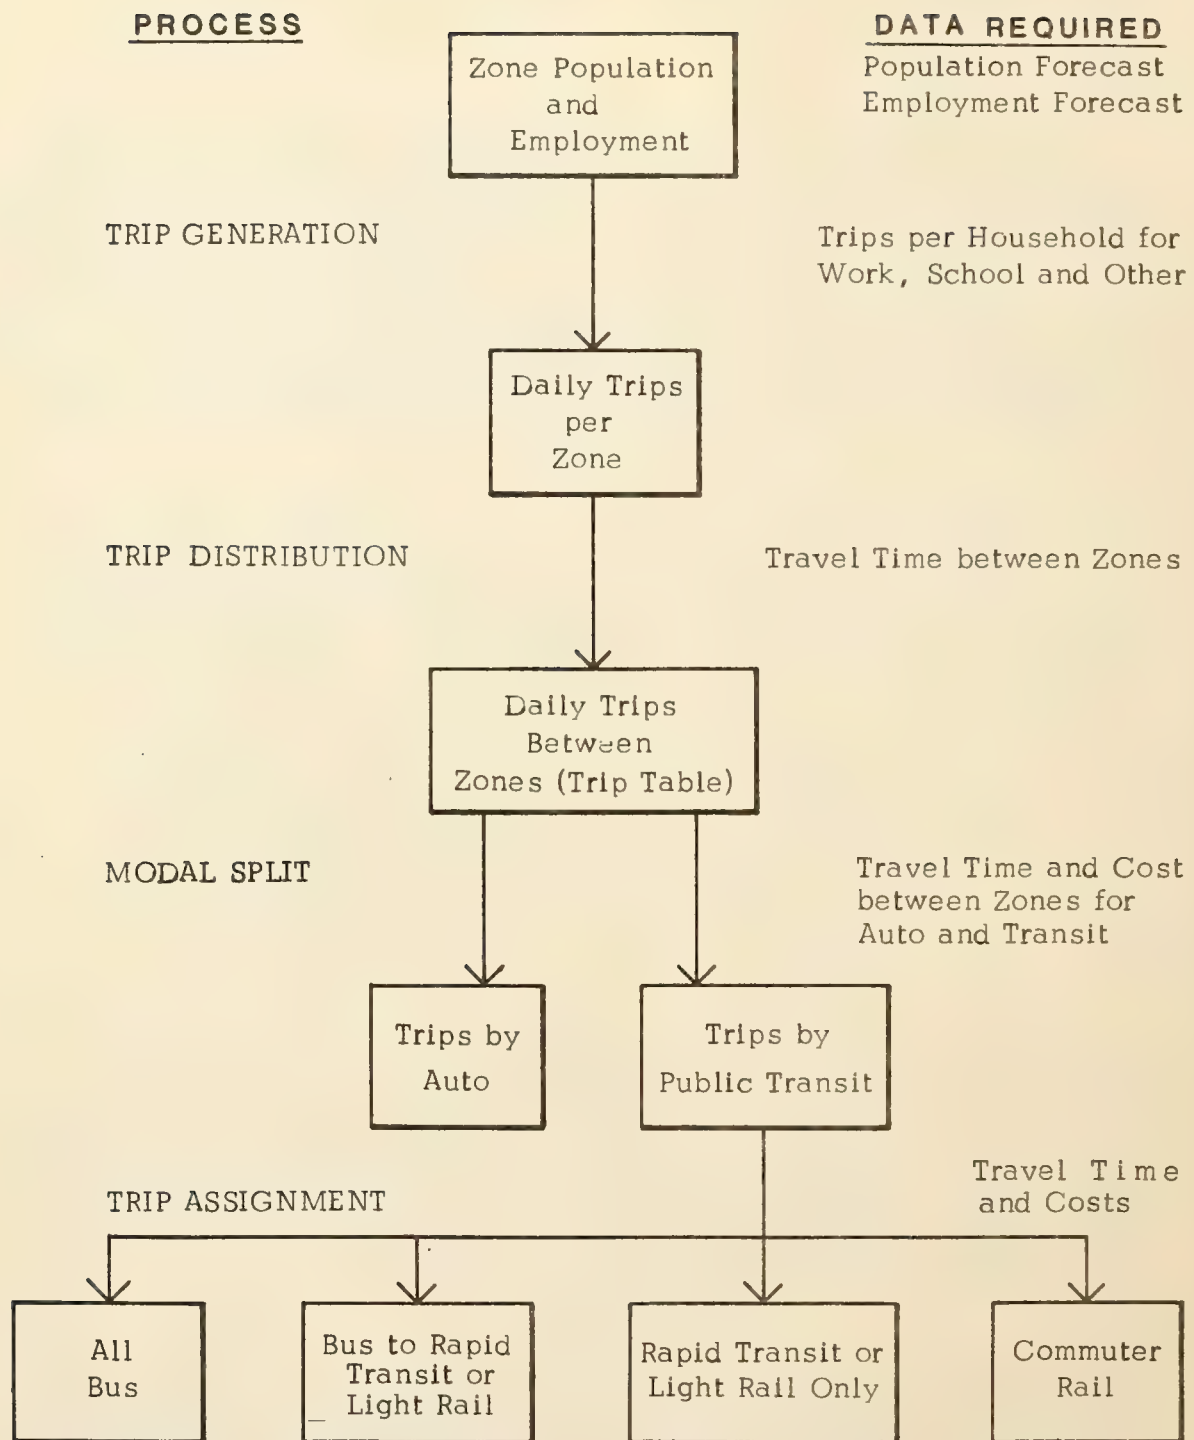 PROCESS
DATA REQUIRED
Zone Population
and
Employment
Population Forecast
Employment Forecast
TRIP GENERATION
Trips per Household for
Work, School and Other
Daily Trips
per
Zone
TRIP DISTRIBUTION
Travel Time between Zones
Daily Trips
Between
Zones (Trip Table)
MODAL SPLIT
Travel Time and Cost
between Zones for
Auto and Transit
Trips by
Auto
Trips by
Public Transit
TRIP ASSIGNMENT
Travel Time
and Costs
All
Bus
Bus to Rapid
Transit or
Light Rail
Rapid Transit or
Light Rail Only
Commuter
Rail